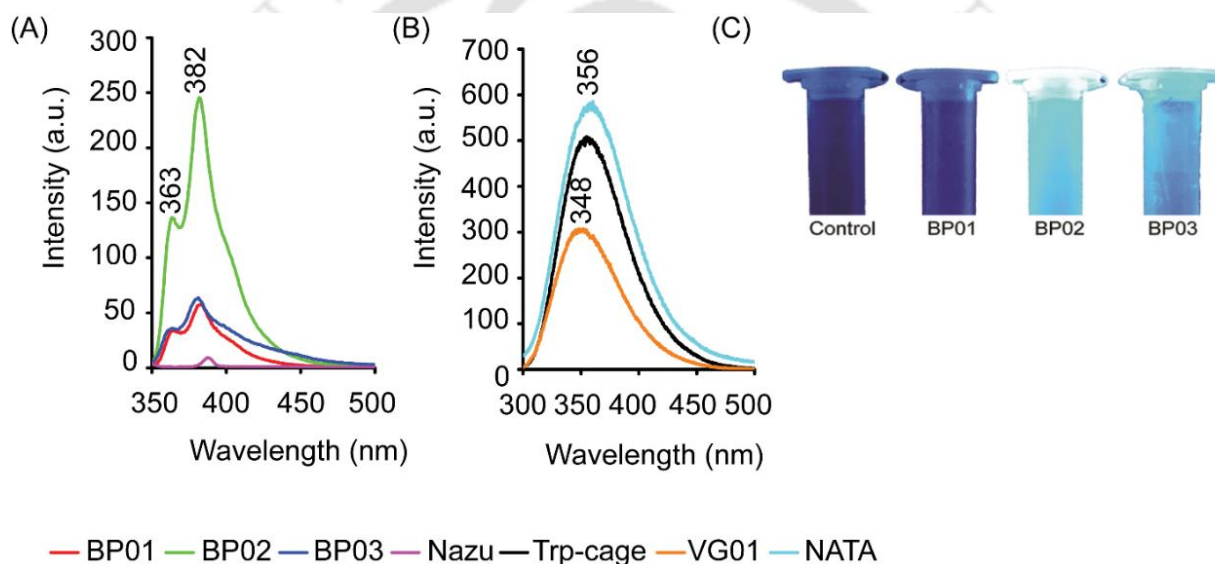 (A)
300
250
200
150
100
50
0
350
400
450
500
363
382
Intensity (a.u.)
Wavelength (nm)
(B)
700
600
500
400
300
200
100
0
300
350
400
450
500
356
348
Intensity (a.u.)
Wavelength (nm)
(C)
Control
BP01
BP02
BP03
BP01 BP02 BP03 Nazu Trp-cage VG01 NATA